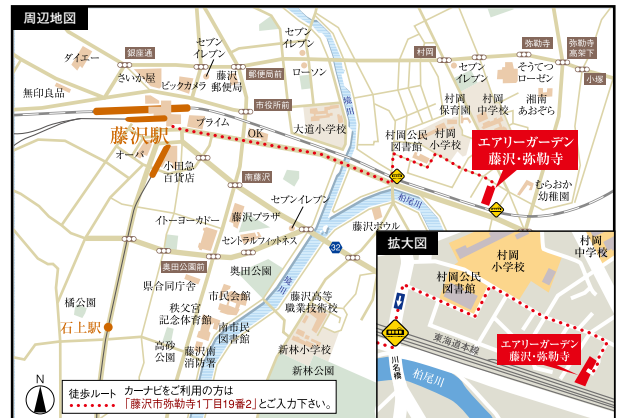 周辺地図
ダイエー
銀座通
セブン
イレブン
セブン
イレブン
さいか屋
ビックカメラ
藤沢
郵便局
郵便局前
ローソン
無印良品
市役所前
境川
村岡
弥勒寺
弥勒寺
高架下
セブン
イレブン
そうてつ
ローゼン
小塚
村岡
保育園
村岡
中学校
湘南
あおぞら
藤沢駅
プライム
OK
大道小学校
村岡公民
図書館
村岡
小学校
エアリーガーデン
藤沢・弥勒寺
オーパ
小田急
百貨店
南藤沢
むらおか
幼稚園
柏尾川
イトーヨーカドー
藤沢プラザ
セブンイレブン
藤沢ボウル
セントラルフィットネス
32
奥田公園前
奥田公園
県合同庁舎
境川
橘公園
秩父宮
記念体育館
市民会館
藤沢高等
職業技術校
石上駅
南市民
図書館
高砂
公園
藤沢南
消防署
新林小学校
新林公園
N
徒歩ルート
カーナビをご利用の方は
「藤沢市弥勒寺1丁目19番2」とご入力下さい。
拡大図
村岡
小学校
村岡
中学校
村岡公民
図書館
東海道本線
エアリーガーデン
藤沢・弥勒寺
川名橋
柏尾川